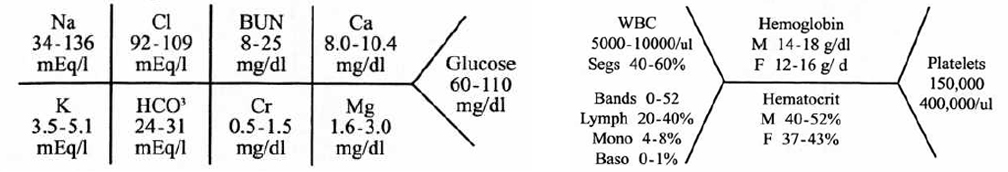 Na
34-136
mEq/l
Cl
92-109
mEq/l
BUN
8-25
mg/dl
Ca
8.0-10.4
mg/dl
Glucose
60-110
mg/dl
K
3.5-5.1
mEq/l
HCO³
24-31
mEq/l
Cr
0.5-1.5
mg/dl
Mg
1.6-3.0
mg/dl
WBC
5000-10000/ul
Segs 40-60%
Bands 0-52
Lymph 20-40%
Mono 4-8%
Baso 0-1%
Hemoglobin
M 14-18 g/dl
F 12-16 g/ d
Hematocrit
M 40-52%
F 37-43%
Platelets
150,000
400,000/ul